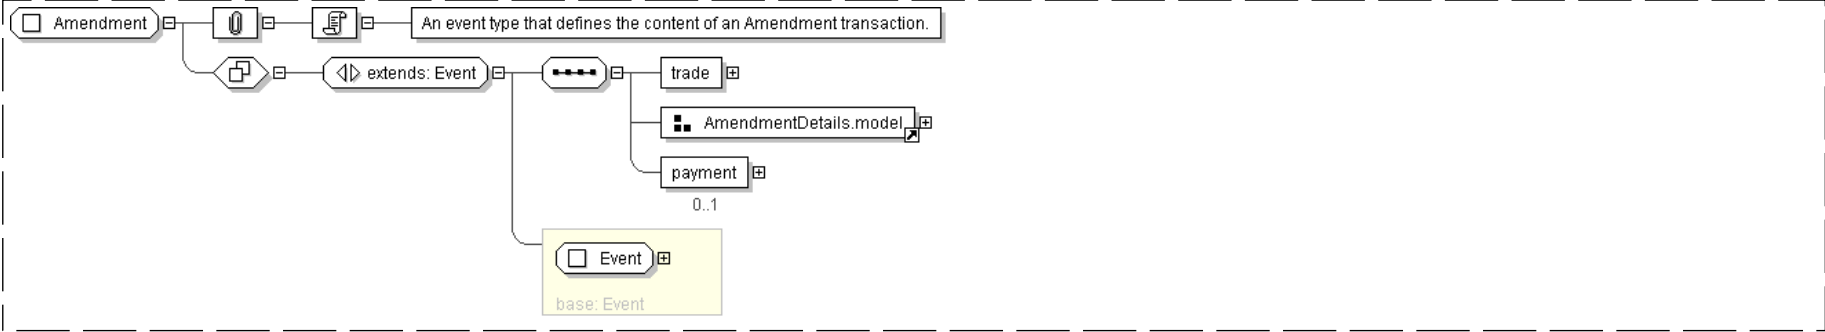 Amendment
An event type that defines the content of an Amendment transaction.
extends: Event
trade
AmendmentDetails.model
payment
0..1
Event
base: Event